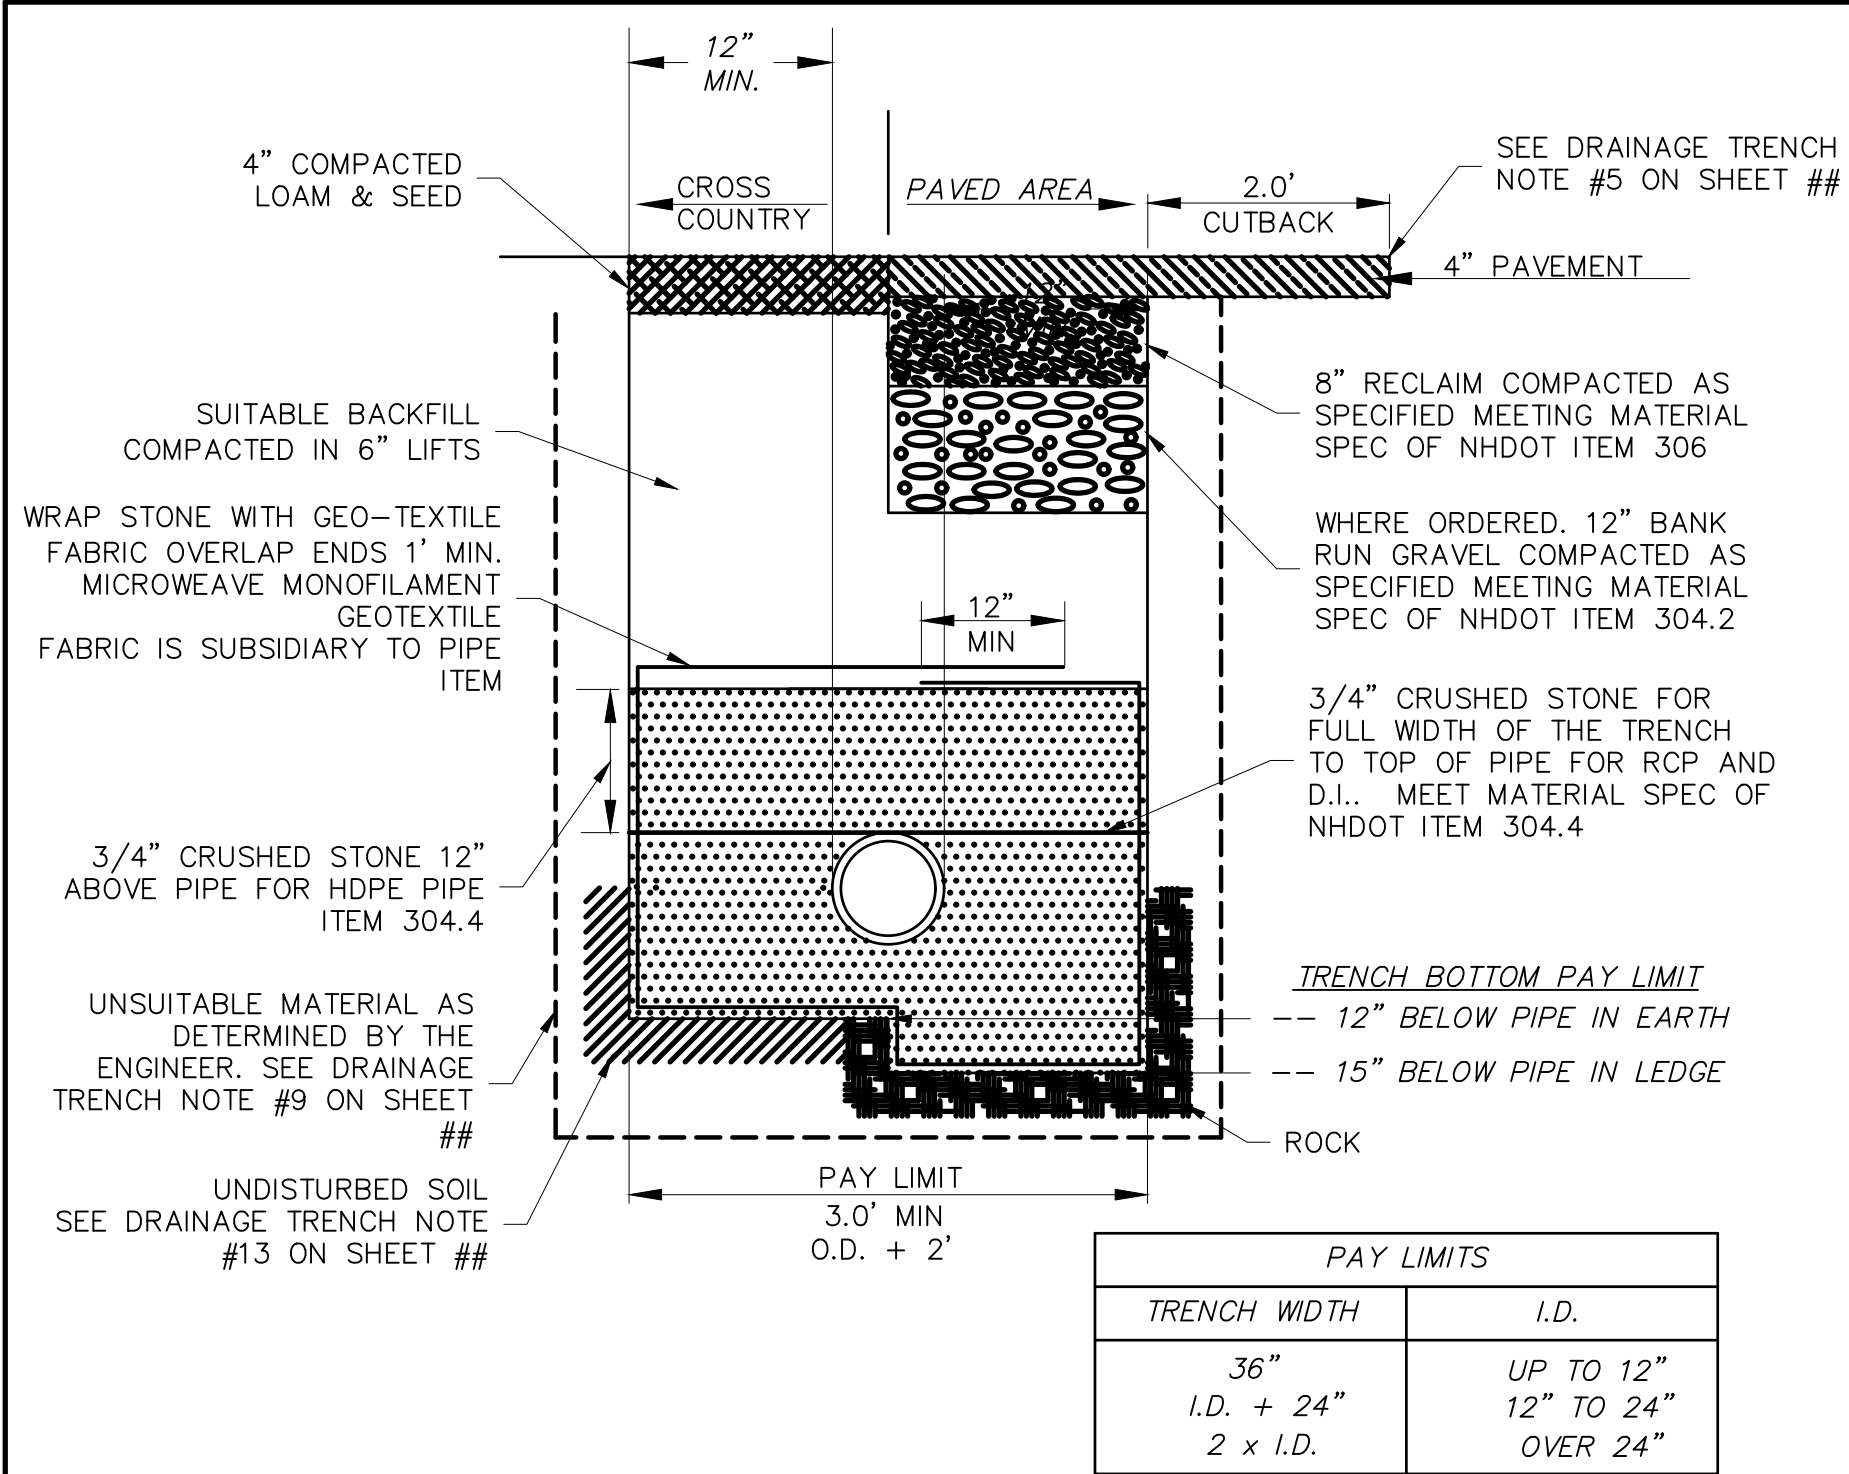 12”
MIN.
4” COMPACTED
LOAM & SEED
CROSS
COUNTRY
PAVED AREA
2.0’
CUTBACK
SEE DRAINAGE TRENCH
NOTE #5 ON SHEET ##
4” PAVEMENT
12”
SUITABLE BACKFILL
COMPACTED IN 6” LIFTS
8” RECLAIM COMPACTED AS
SPECIFIED MEETING MATERIAL
SPEC OF NHDOT ITEM 306
WRAP STONE WITH GEO-TEXTILE
FABRIC OVERLAP ENDS 1’ MIN.
MICROWEAVE MONOFILAMENT
GEOTEXTILE
FABRIC IS SUBSIDIARY TO PIPE
ITEM
WHERE ORDERED. 12” BANK
RUN GRAVEL COMPACTED AS
SPECIFIED MEETING MATERIAL
SPEC OF NHDOT ITEM 304.2
12”
MIN
3/4” CRUSHED STONE FOR
FULL WIDTH OF THE TRENCH
TO TOP OF PIPE FOR RCP AND
D.I.. MEET MATERIAL SPEC OF
NHDOT ITEM 304.4
3/4” CRUSHED STONE 12”
ABOVE PIPE FOR HDPE PIPE
ITEM 304.4
UNSUITABLE MATERIAL AS
DETERMINED BY THE
ENGINEER. SEE DRAINAGE
TRENCH NOTE #9 ON SHEET
##
TRENCH BOTTOM PAY LIMIT
-- 12” BELOW PIPE IN EARTH
-- 15” BELOW PIPE IN LEDGE
ROCK
UNDISTURBED SOIL
SEE DRAINAGE TRENCH NOTE
#13 ON SHEET ##
PAY LIMIT
3.0’ MIN
O.D. + 2’
PAY LIMITS
TRENCH WIDTH I.D.
36” UP TO 12”
I.D. + 24” 12” TO 24”
2 x I.D. OVER 24”